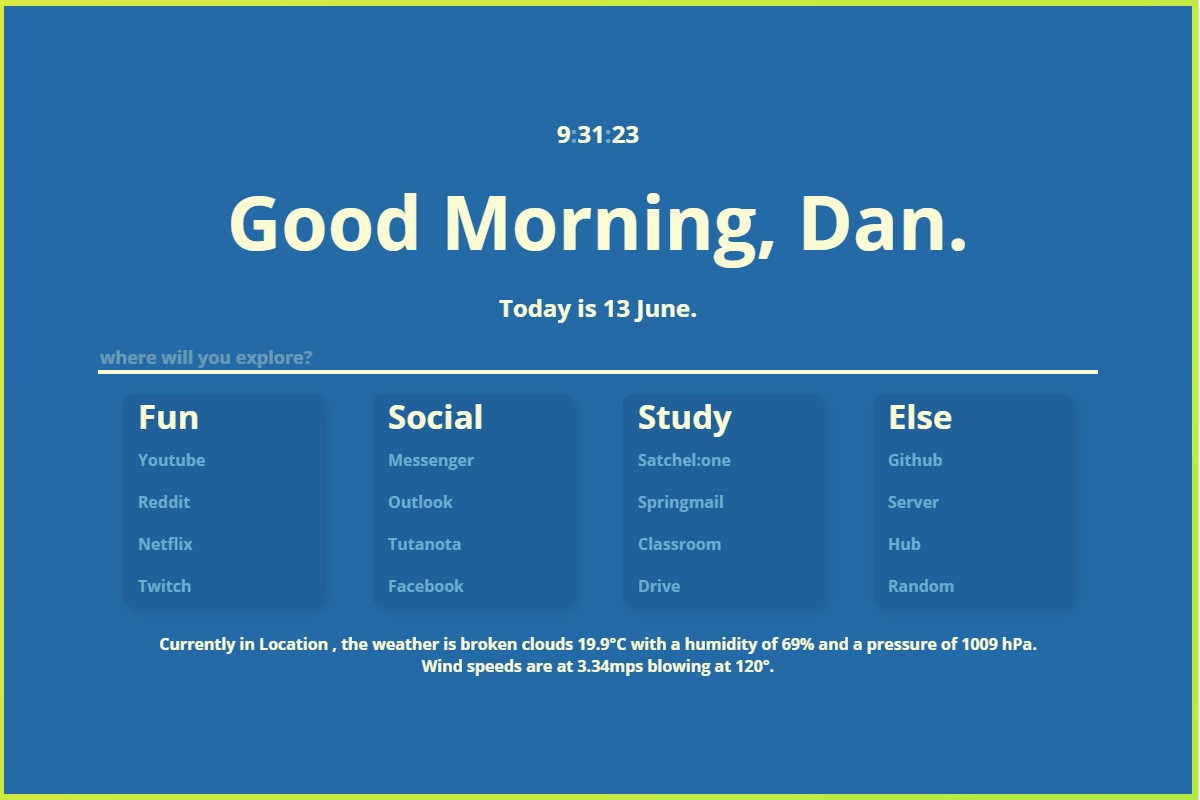 9:31:23
Good Morning, Dan.
Today is 13 June.
where will you explore?
Fun
Youtube
Reddit
Netflix
Twitch
Social
Messenger
Outlook
Tutanota
Facebook
Study
Satchel:one
Springmail
Classroom
Drive
Else
Github
Server
Hub
Random
Currently in Location , the weather is broken clouds 19.9°C with a humidity of 69% and a pressure of 1009 hPa.
Wind speeds are at 3.34mps blowing at 120°.